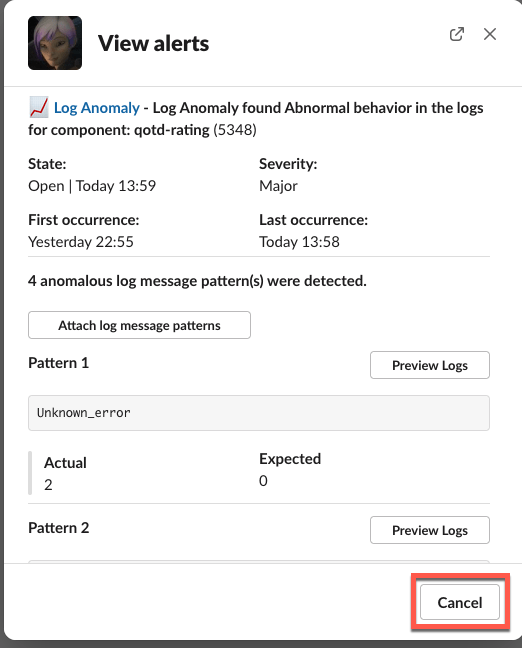 View alerts
Log Anomaly - Log Anomaly found Abnormal behavior in the logs
for component: qotd-rating (5348)
State:
Severity:
Open | Today 13:59
Major
First occurrence:
Last occurrence:
Yesterday 22:55
Today 13:58
4 anomalous log message pattern(s) were detected.
Attach log message patterns
Pattern 1
Preview Logs
Unknown_error
Actual
Expected
2
0
Pattern 2
Preview Logs
Cancel